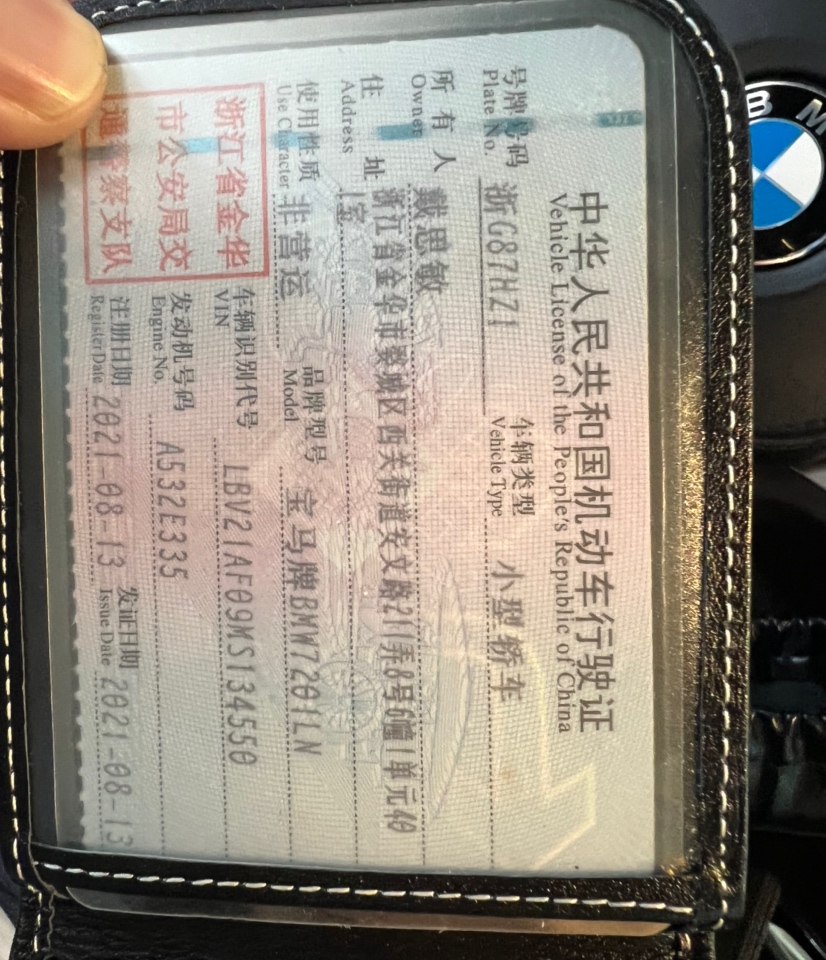 中华人民共和国机动车行驶证
Vehicle License of the People's Republic of China
号牌号码 浙G87HZ1 车辆类型 小型轿车
Plate No. Vehicle Type
所有人 戴思敏
Owner
住址 浙江省金华市婺城区西关街道安文路211弄8号6幢1单元40
Address 1室
使用性质 非营运 品牌型号 宝马牌BMW7201LN
Use Character Model
浙江省金华
市公安局交
通警察支队
车辆识别代号 LBV21AF09MS134550
VIN
发动机号码 A532E335
Engine No.
注册日期 2021-08-13 发证日期 2021-08-13
Register Date Issue Date
B M